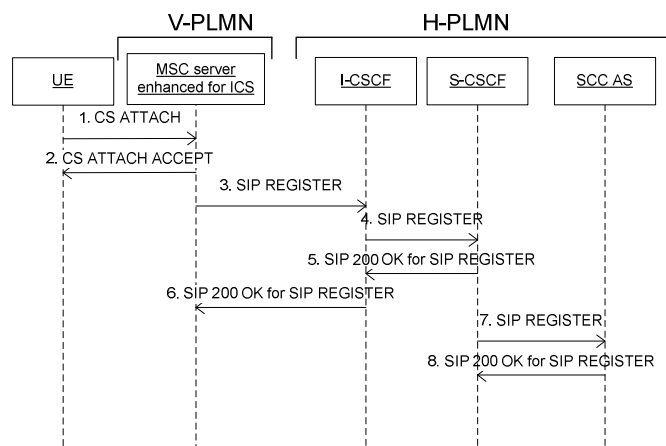 V-PLMN
H-PLMN
UE
MSC server
enhanced for ICS
I-CSCF
S-CSCF
SCC AS
1. CS ATTACH
2. CS ATTACH ACCEPT
3. SIP REGISTER
4. SIP REGISTER
5. SIP 200 OK for SIP REGISTER
6. SIP 200 OK for SIP REGISTER
7. SIP REGISTER
8. SIP 200 OK for SIP REGISTER